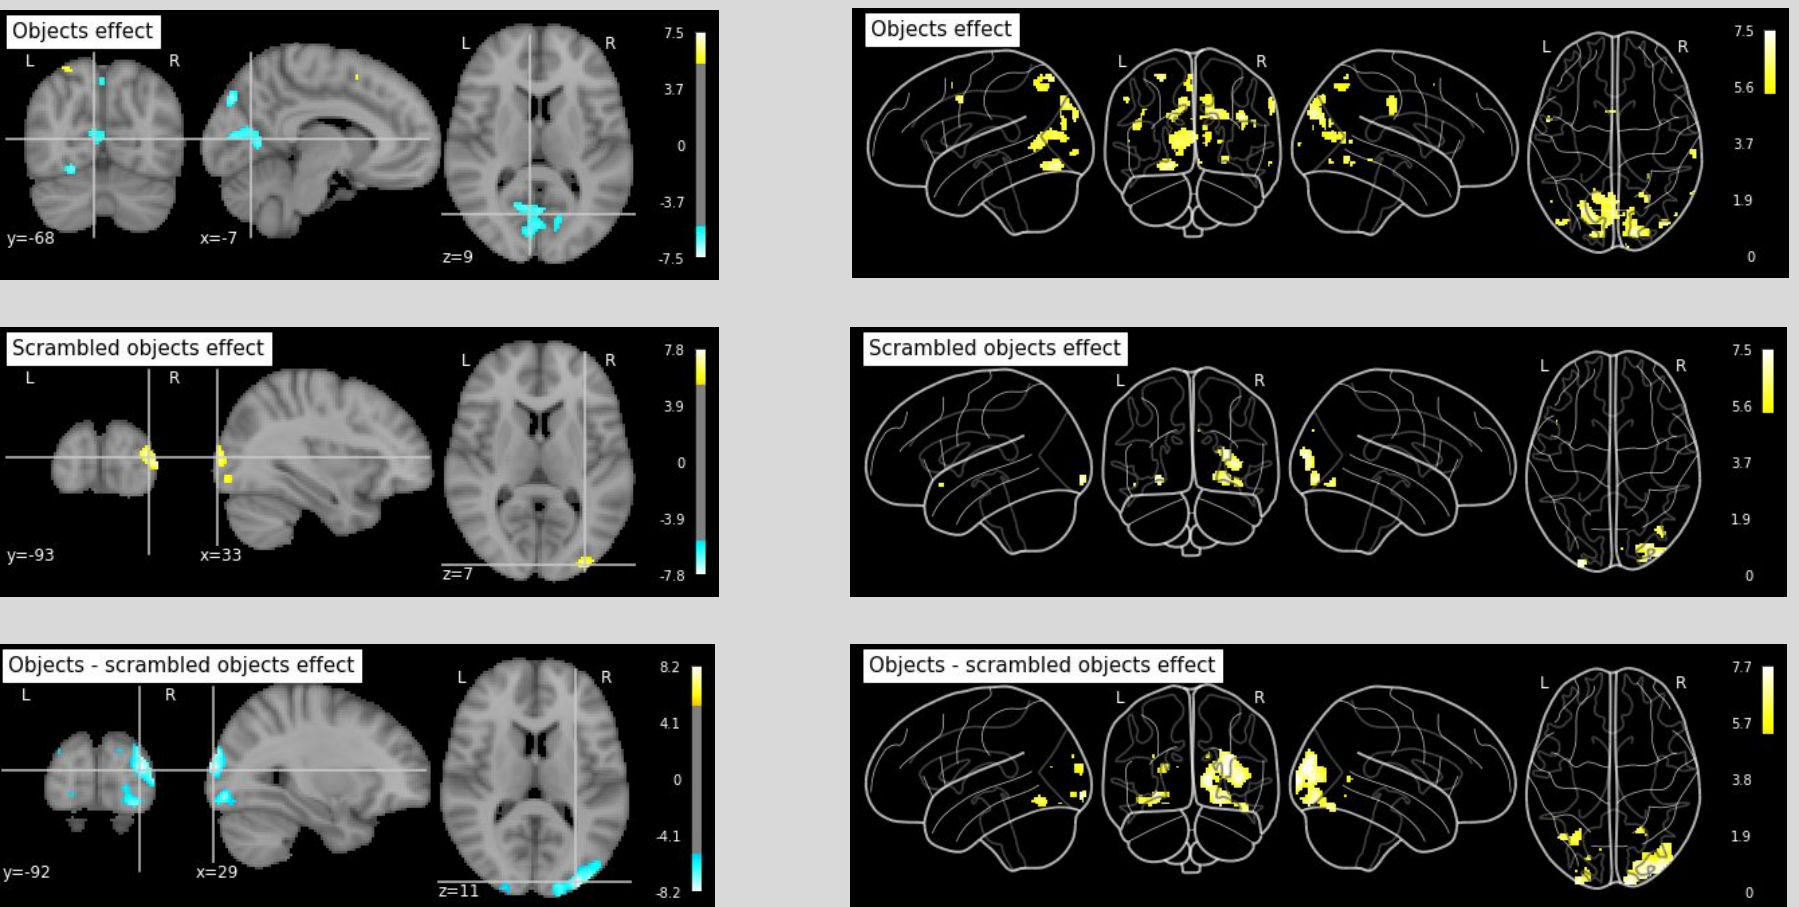 Objects effect
L
R
L
R
7.5
3.7
0
-3.7
-7.5
y=-68
x=-7
z=9
Objects effect
L
R
L
R
7.5
5.6
3.7
1.9
0
Scrambled objects effect
L
R
L
R
7.8
3.9
0
-3.9
-7.8
y=-93
x=33
z=7
Scrambled objects effect
L
R
L
R
7.5
5.6
3.7
1.9
0
Objects - scrambled objects effect
L
R
L
R
8.2
4.1
0
-4.1
-8.2
y=-92
x=29
z=11
Objects - scrambled objects effect
L
R
L
R
7.7
5.7
3.8
1.9
0